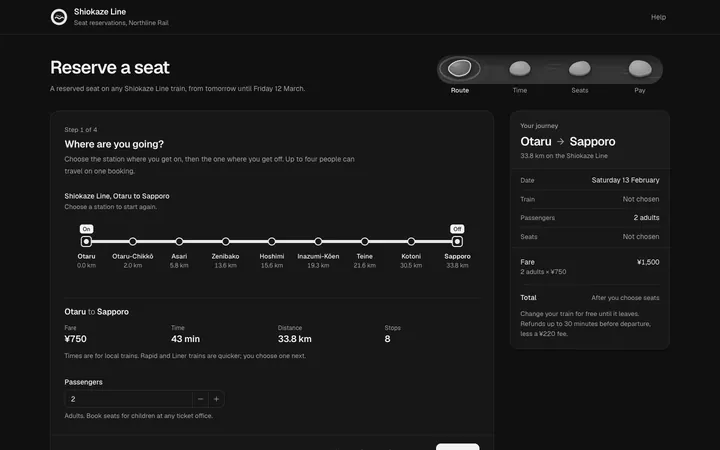 Shiokaze Line
Seat reservations, Northline Rail
Help
Reserve a seat
A reserved seat on any Shiokaze Line train, from tomorrow until Friday 12 March.
Route
Time
Seats
Pay
Step 1 of 4
Where are you going?
Choose the station where you get on, then the one where you get off. Up to four people can
travel on one booking.
Shiokaze Line, Otaru to Sapporo
Choose a station to start again.
On
Off
Otaru
Otaru-Chikkō
Asari
Zenibako
Hoshimi
Inazumi-Kōen
Teine
Kotoni
Sapporo
0.0 km
2.0 km
5.8 km
13.6 km
15.6 km
19.3 km
21.6 km
30.5 km
33.8 km
Otaru to Sapporo
Fare
Time
Distance
Stops
¥750
43 min
33.8 km
8
Times are for local trains. Rapid and Liner trains are quicker; you choose one next.
Passengers
2
Adults. Book seats for children at any ticket office.
Your journey
Otaru → Sapporo
33.8 km on the Shiokaze Line
Date Saturday 13 February
Train Not chosen
Passengers 2 adults
Seats Not chosen
Fare ¥1,500
2 adults × ¥750
Total After you choose seats
Change your train for free until it leaves.
Refunds up to 30 minutes before departure,
less a ¥220 fee.